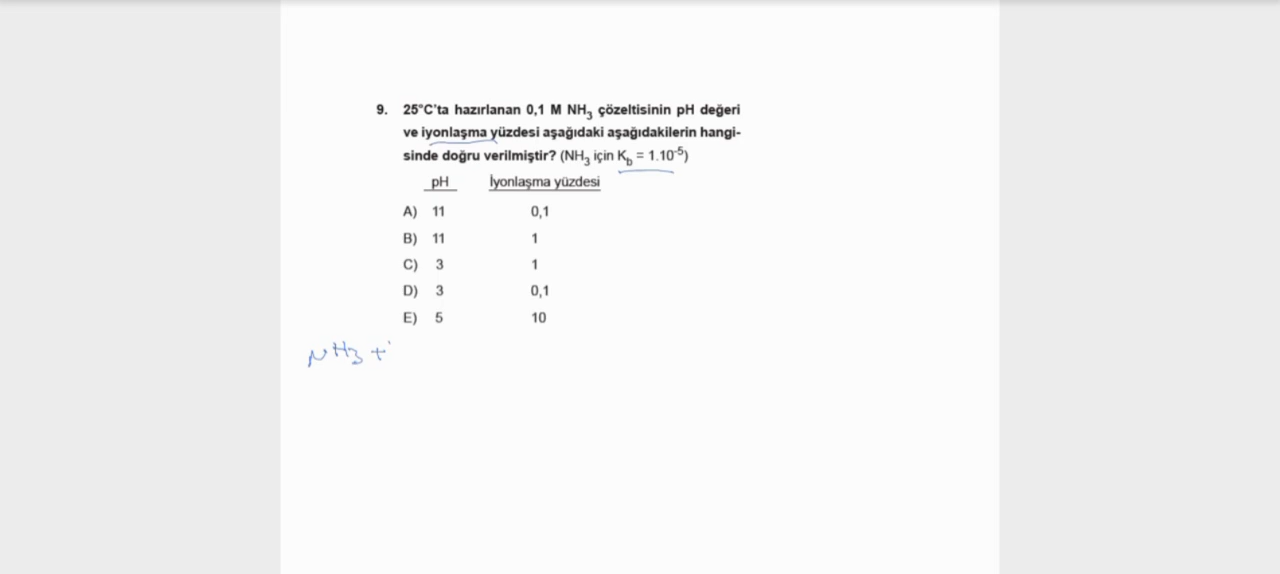 9. 25°C'ta hazırlanan 0,1 M NH₃ çözeltisinin pH değeri
ve iyonlaşma yüzdesi aşağıdaki aşağıdakilerin hangi-
sinde doğru verilmiştir? (NH₃ için K_b = 1.10⁻⁵)
pH İyonlaşma yüzdesi
A) 11 0,1
B) 11 1
C) 3 1
D) 3 0,1
E) 5 10
NH3 +